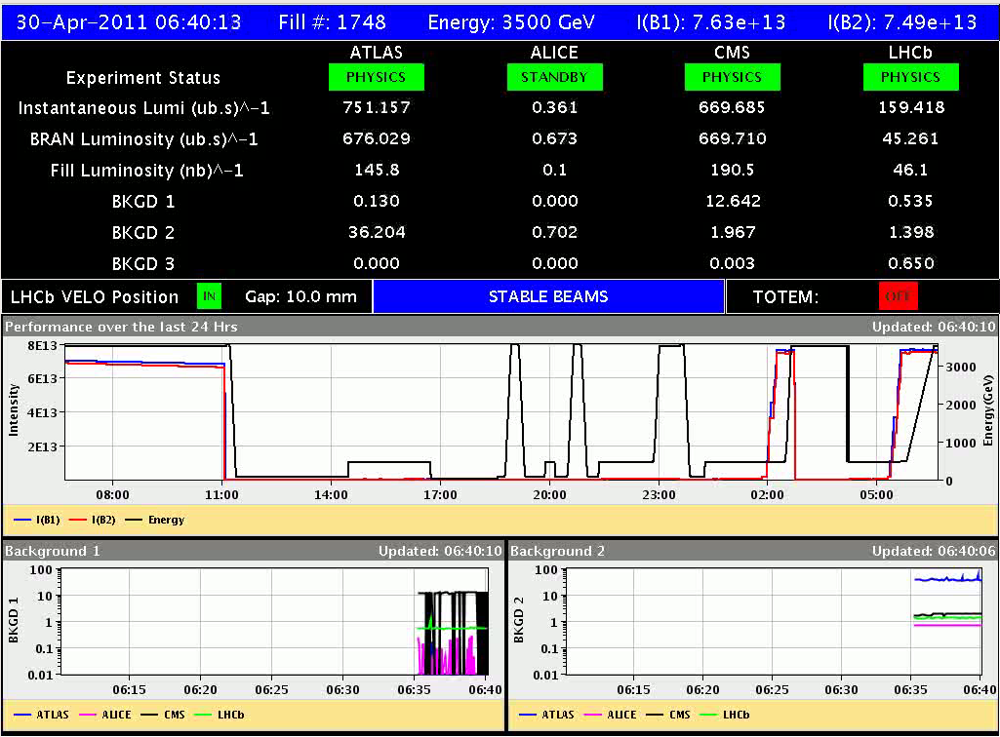 30-Apr-2011 06:40:13 Fill #: 1748 Energy: 3500 GeV I(B1): 7.63e+13 I(B2): 7.49e+13
ATLAS ALICE CMS LHCb
Experiment Status PHYSICS STANDBY PHYSICS PHYSICS
Instantaneous Lumi (ub.s)^-1 751.157 0.361 669.685 159.418
BRAN Luminosity (ub.s)^-1 676.029 0.673 669.710 45.261
Fill Luminosity (nb)^-1 145.8 0.1 190.5 46.1
BKGD 1 0.130 0.000 12.642 0.535
BKGD 2 36.204 0.702 1.967 1.398
BKGD 3 0.000 0.000 0.003 0.650
LHCb VELO Position IN Gap: 10.0 mm STABLE BEAMS TOTEM: OFF
Performance over the last 24 Hrs Updated: 06:40:10
Intensity
8E13
6E13
4E13
2E13
3000
2000
1000
0
Energy(GeV)
08:00 11:00 14:00 17:00 20:00 23:00 02:00 05:00
I(B1) I(B2) Energy
Background 1 Updated: 06:40:10
BKGD 1
100
10
1
0.1
0.01
06:15 06:20 06:25 06:30 06:35 06:40
ATLAS ALICE CMS LHCb
Background 2 Updated: 06:40:06
BKGD 2
100
10
1
0.1
0.01
06:15 06:20 06:25 06:30 06:35 06:40
ATLAS ALICE CMS LHCb